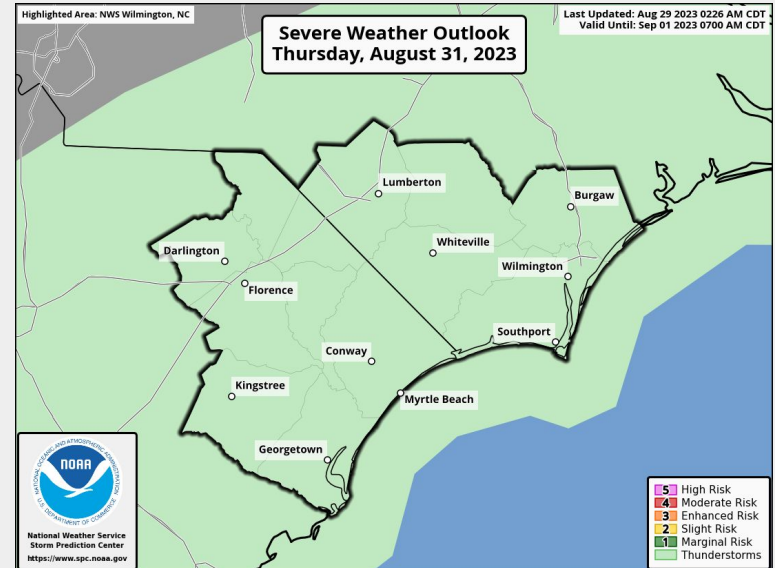 Highlighted Area: NWS Wilmington, NC
Severe Weather Outlook
Thursday, August 31, 2023
Last Updated: Aug 29 2023 0226 AM CDT
Valid Until: Sep 01 2023 0700 AM CDT
Lumberton
Burgaw
Whiteville
Darlington
Wilmington
Florence
Southport
Conway
Kingstree
Myrtle Beach
Georgetown
NATIONAL OCEANIC AND ATMOSPHERIC ADMINISTRATION
NOAA
U.S. DEPARTMENT OF COMMERCE
National Weather Service
Storm Prediction Center
https://www.spc.noaa.gov
5 High Risk
4 Moderate Risk
3 Enhanced Risk
2 Slight Risk
1 Marginal Risk
Thunderstorms